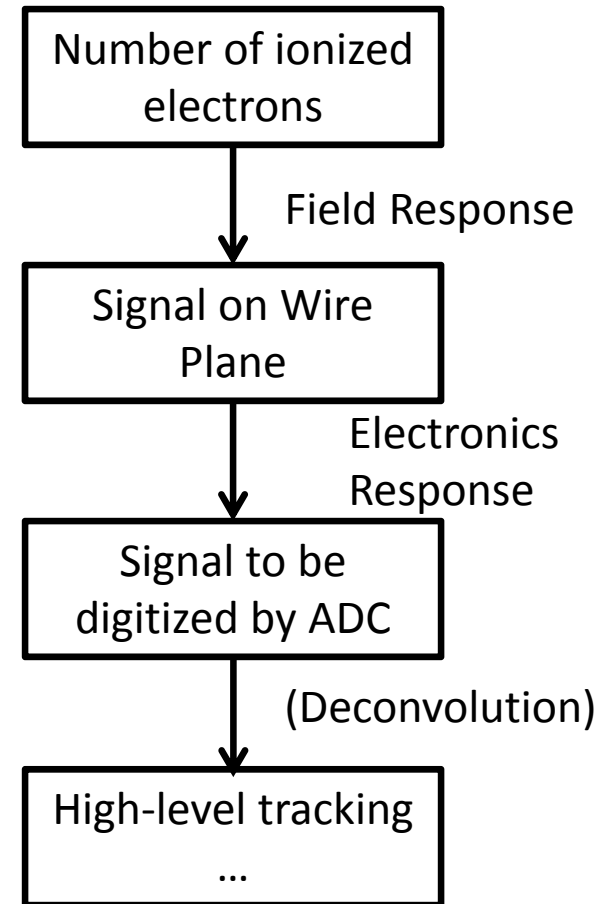 Number of ionized
electrons
Field Response
Signal on Wire
Plane
Electronics
Response
Signal to be
digitized by ADC
(Deconvolution)
High-level tracking
...